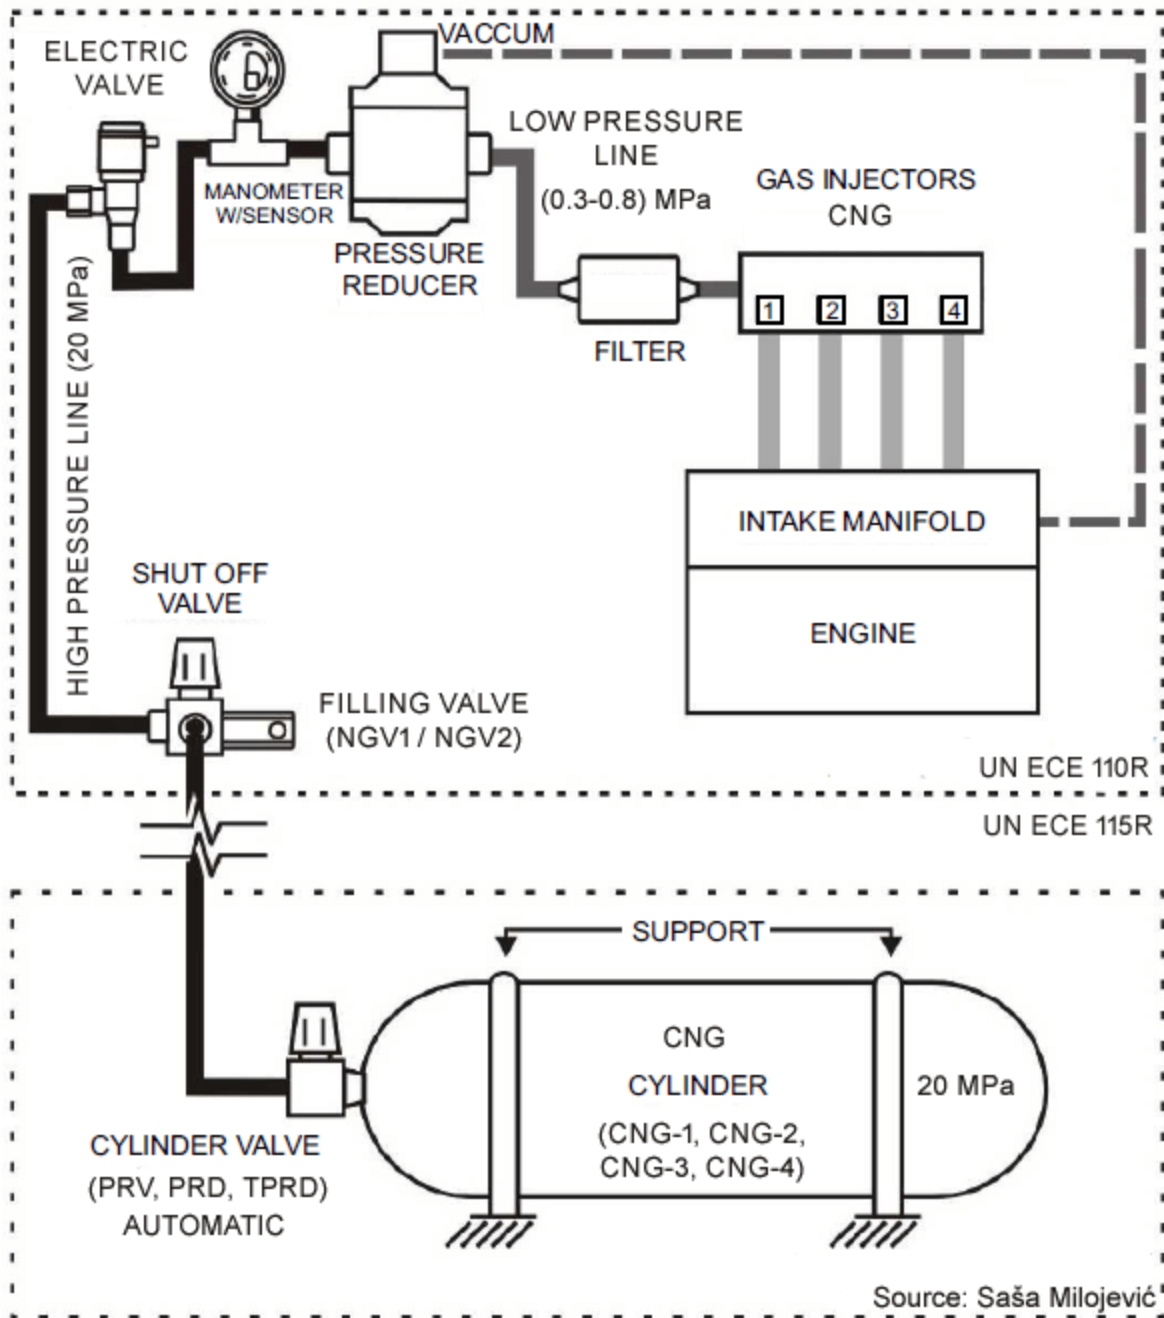 VACCUM
ELECTRIC
VALVE
LOW PRESSURE
LINE
(0.3-0.8) MPa
MANOMETER
W/SENSOR
GAS INJECTORS
CNG
PRESSURE
REDUCER
1 2 3 4
FILTER
HIGH PRESSURE LINE (20 MPa)
INTAKE MANIFOLD
ENGINE
SHUT OFF
VALVE
FILLING VALVE
(NGV1 / NGV2)
UN ECE 110R
UN ECE 115R
SUPPORT
CNG
CYLINDER
(CNG-1, CNG-2,
CNG-3, CNG-4)
20 MPa
CYLINDER VALVE
(PRV, PRD, TPRD)
AUTOMATIC
Source: Saša Milojević